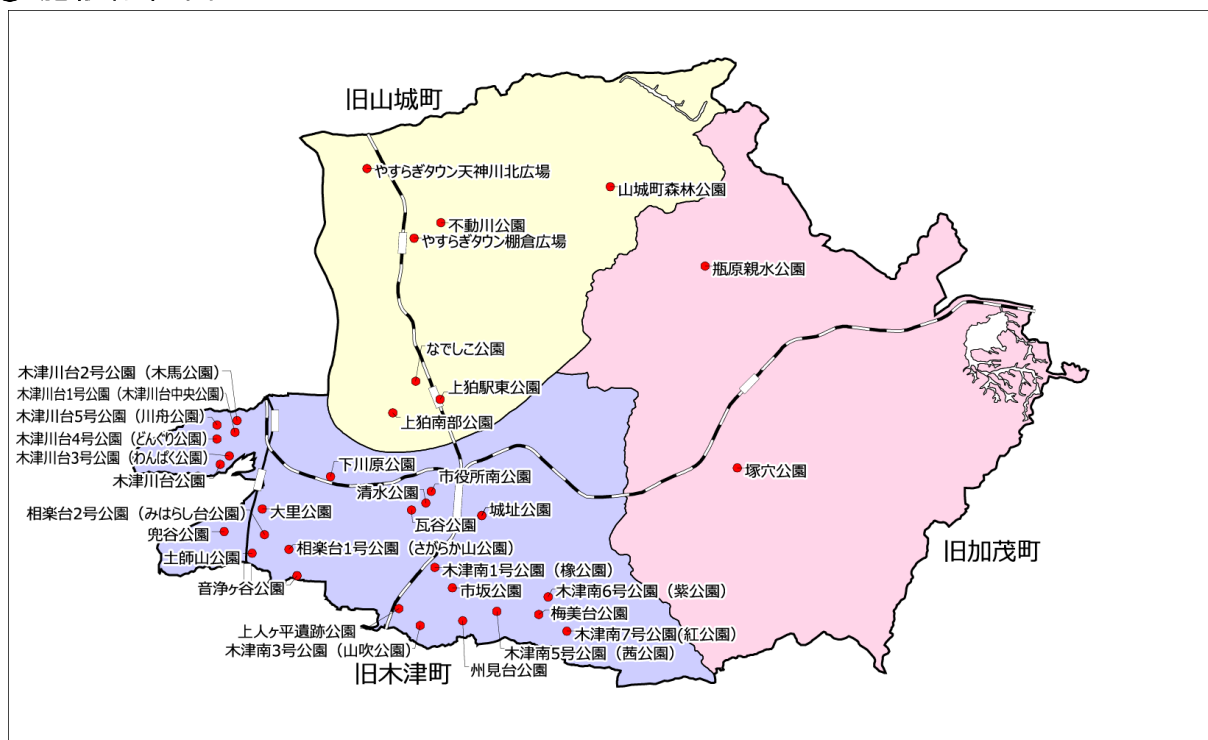 旧山城町
やすらぎタウン天神川北広場
山城町森林公園
不動川公園
やすらぎタウン棚倉広場
瓶原親水公園
なでしこ公園
木津川台2号公園（木馬公園）
木津川台1号公園（木津川台中央公園）
上狛駅東公園
木津川台5号公園（川舟公園）
上狛南部公園
木津川台4号公園（どんぐり公園）
木津川台3号公園（わんぱく公園）
下川原公園
塚穴公園
木津川台公園
市役所南公園
清水公園
相楽台2号公園（みはらし台公園）
大里公園
城址公園
瓦谷公園
兜谷公園
相楽台1号公園（さがらか山公園）
旧加茂町
土師山公園
木津南1号公園（橡公園）
音浄ヶ谷公園
市坂公園
木津南6号公園（紫公園）
梅美台公園
上人ヶ平遺跡公園
木津南7号公園(紅公園)
木津南3号公園（山吹公園）
木津南5号公園（茜公園）
州見台公園
旧木津町